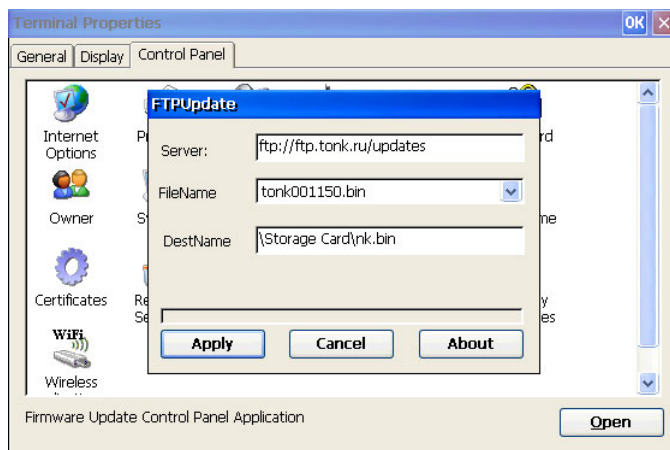 Terminal Properties
OK
General
Display
Control Panel
Internet
Options
Owner
Certificates
WiFi
Wireless
FTPUpdate
Server:
ftp://ftp.tonk.ru/updates
FileName
tonk001150.bin
DestName
\Storage Card\nk.bin
Apply
Cancel
About
Firmware Update Control Panel Application
Open